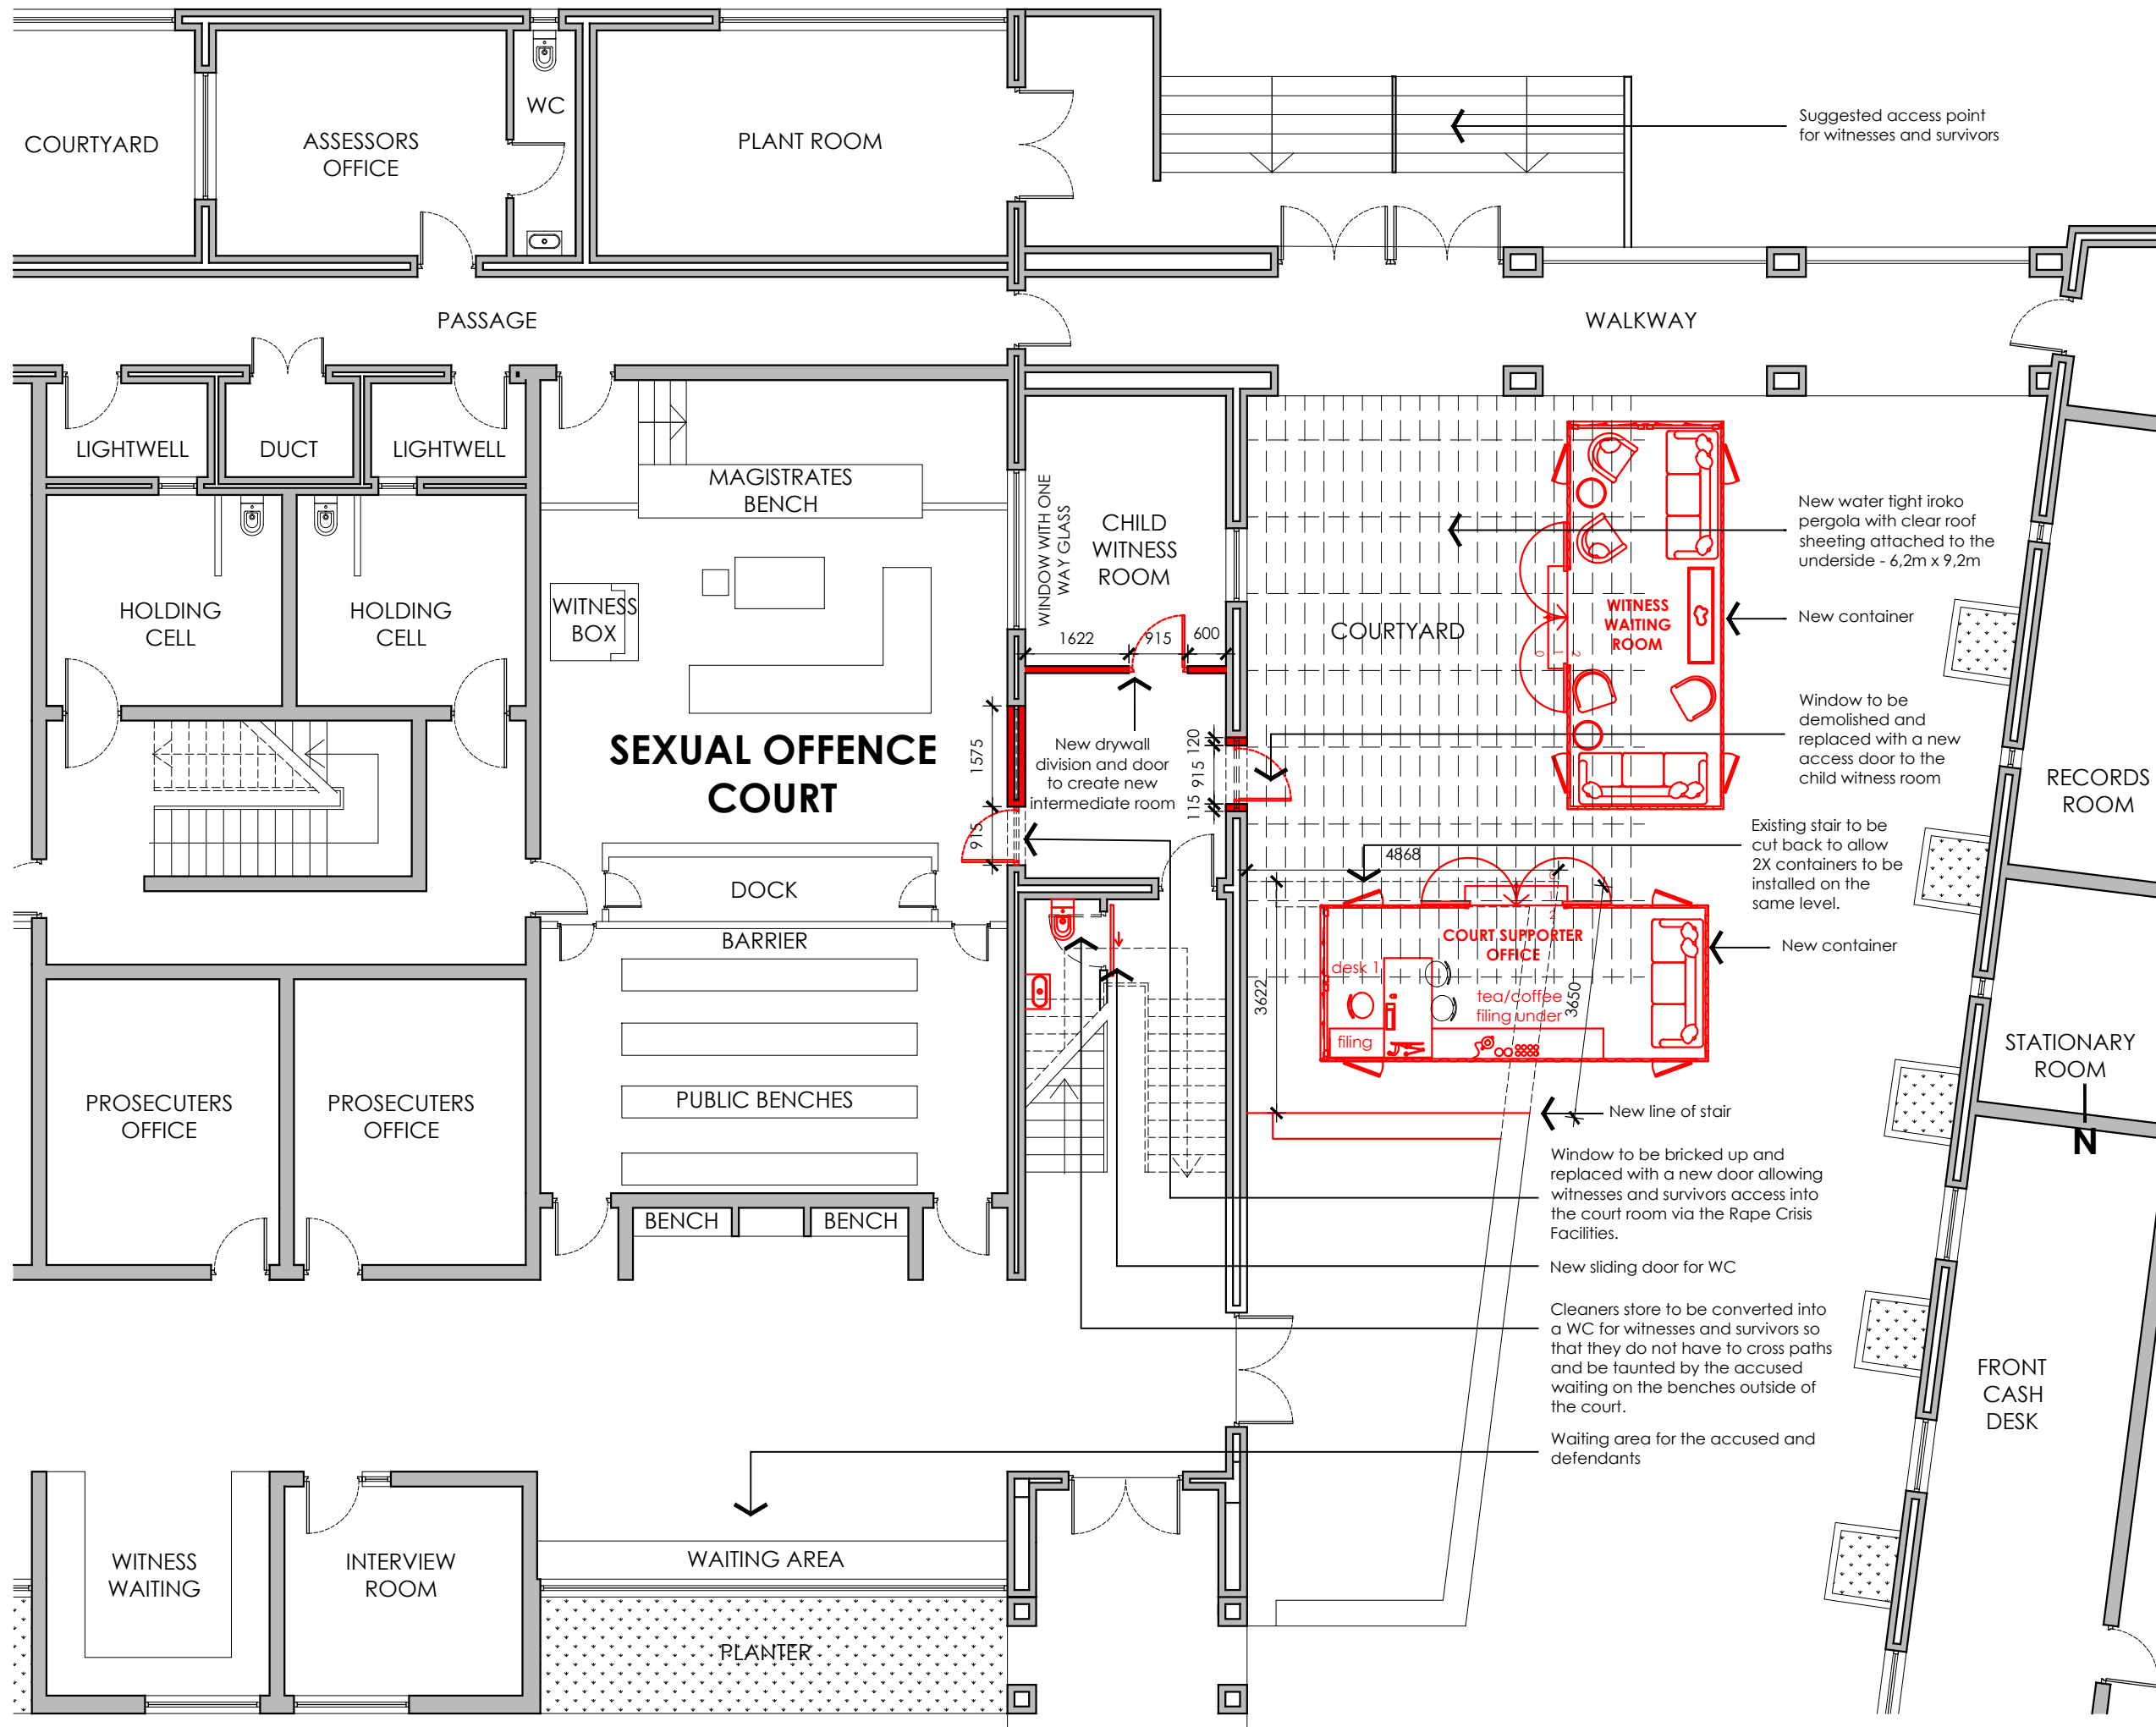 COURTYARD
ASSESSORS
OFFICE
WC
PLANT ROOM
Suggested access point
for witnesses and survivors
PASSAGE
WALKWAY
LIGHTWELL
DUCT
LIGHTWELL
MAGISTRATES
BENCH
WINDOW WITH ONE
WAY GLASS
CHILD
WITNESS
ROOM
New water tight iroko
pergola with clear roof
sheeting attached to the
underside - 6,2m x 9,2m
HOLDING
CELL
HOLDING
CELL
WITNESS
BOX
1622
915
600
COURTYARD
WITNESS
WAITING
ROOM
0
1
2
New container
SEXUAL OFFENCE
COURT
1575
915
New drywall
division and door
to create new
intermediate room
120
915
115
Window to be
demolished and
replaced with a new
access door to the
child witness room
RECORDS
ROOM
Existing stair to be
cut back to allow
2X containers to be
installed on the
same level.
4868
DOCK
BARRIER
0
1
2
COURT SUPPORTER
OFFICE
New container
desk 1
tea/coffee
filing under
filing
3622
3650
STATIONARY
ROOM
N
PROSECUTERS
OFFICE
PROSECUTERS
OFFICE
PUBLIC BENCHES
New line of stair
Window to be bricked up and
replaced with a new door allowing
witnesses and survivors access into
the court room via the Rape Crisis
Facilities.
BENCH
BENCH
New sliding door for WC
Cleaners store to be converted into
a WC for witnesses and survivors so
that they do not have to cross paths
and be taunted by the accused
waiting on the benches outside of
the court.
FRONT
CASH
DESK
Waiting area for the accused and
defendants
WITNESS
WAITING
INTERVIEW
ROOM
WAITING AREA
PLANTER